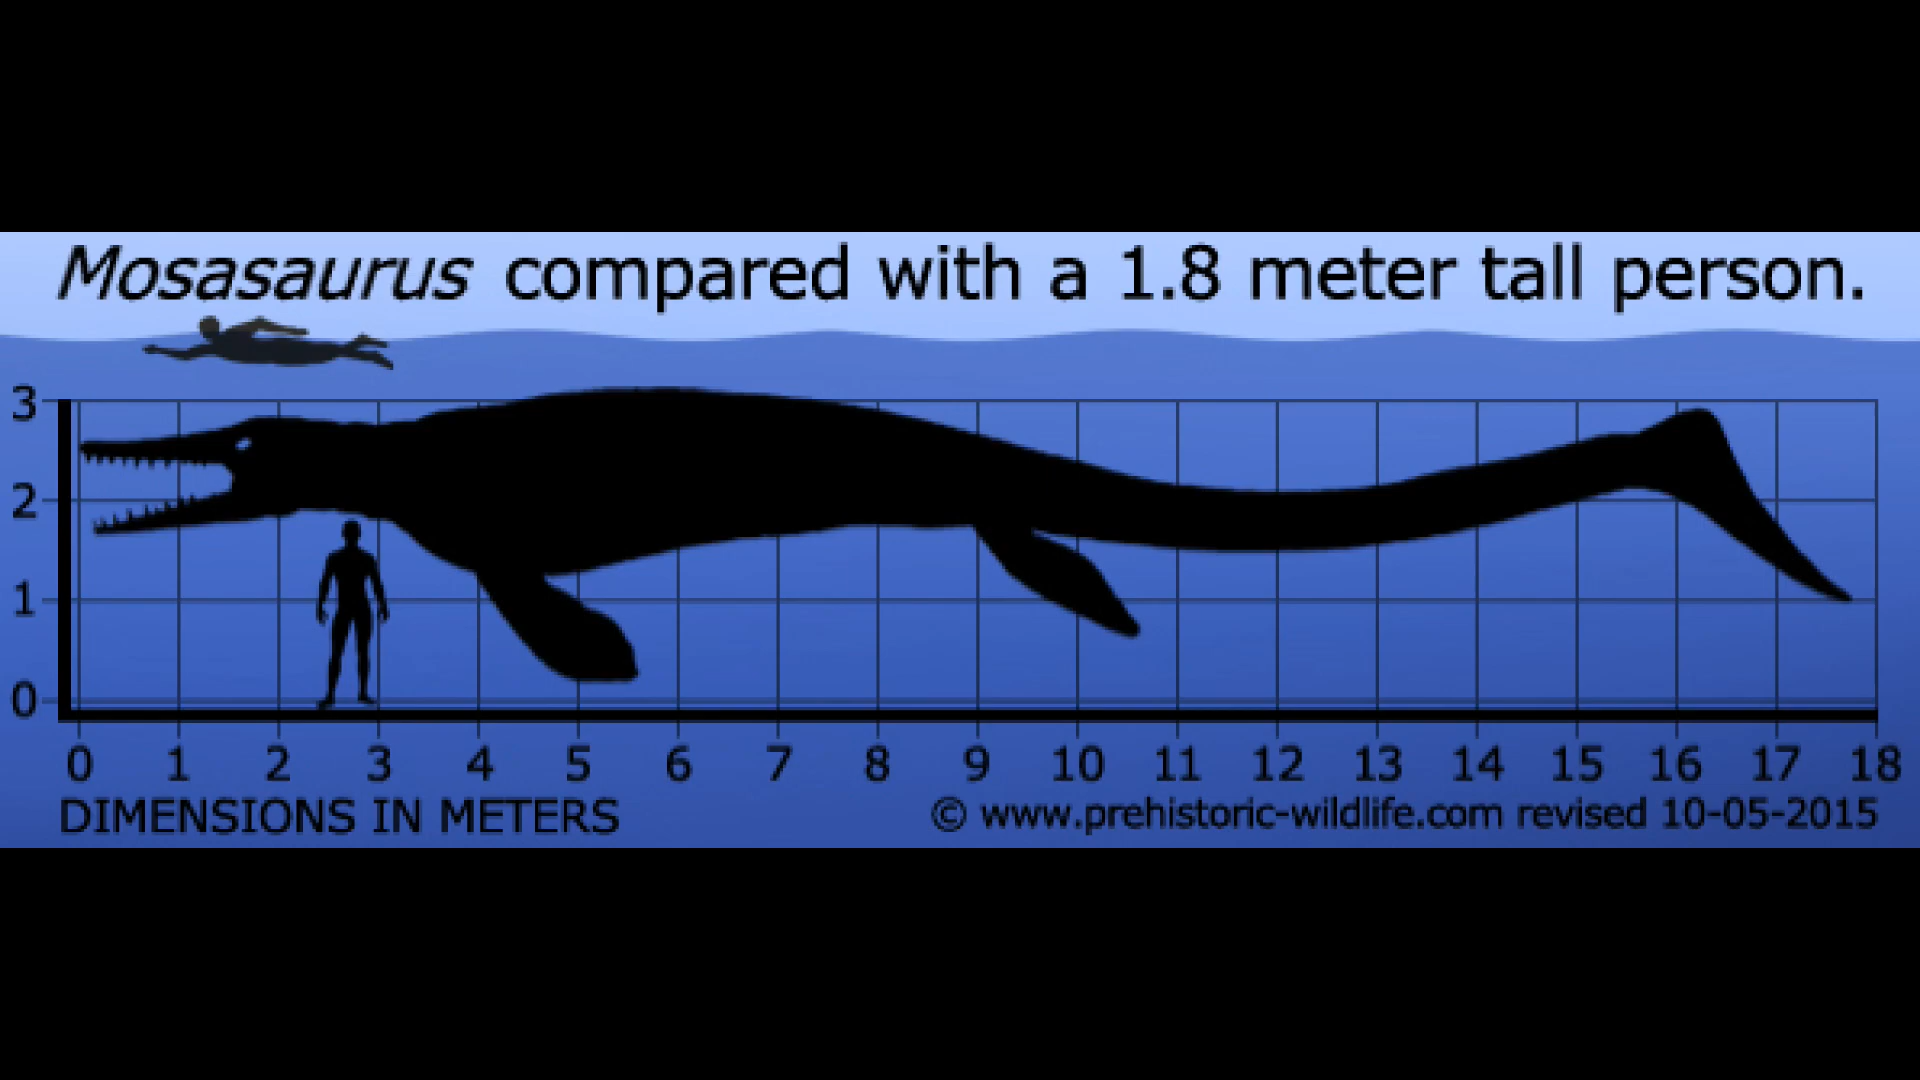 Mosasaurus compared with a 1.8 meter tall person.
3
2
1
0
0 1 2 3 4 5 6 7 8 9 10 11 12 13 14 15 16 17 18
DIMENSIONS IN METERS © www.prehistoric-wildlife.com revised 10-05-2015